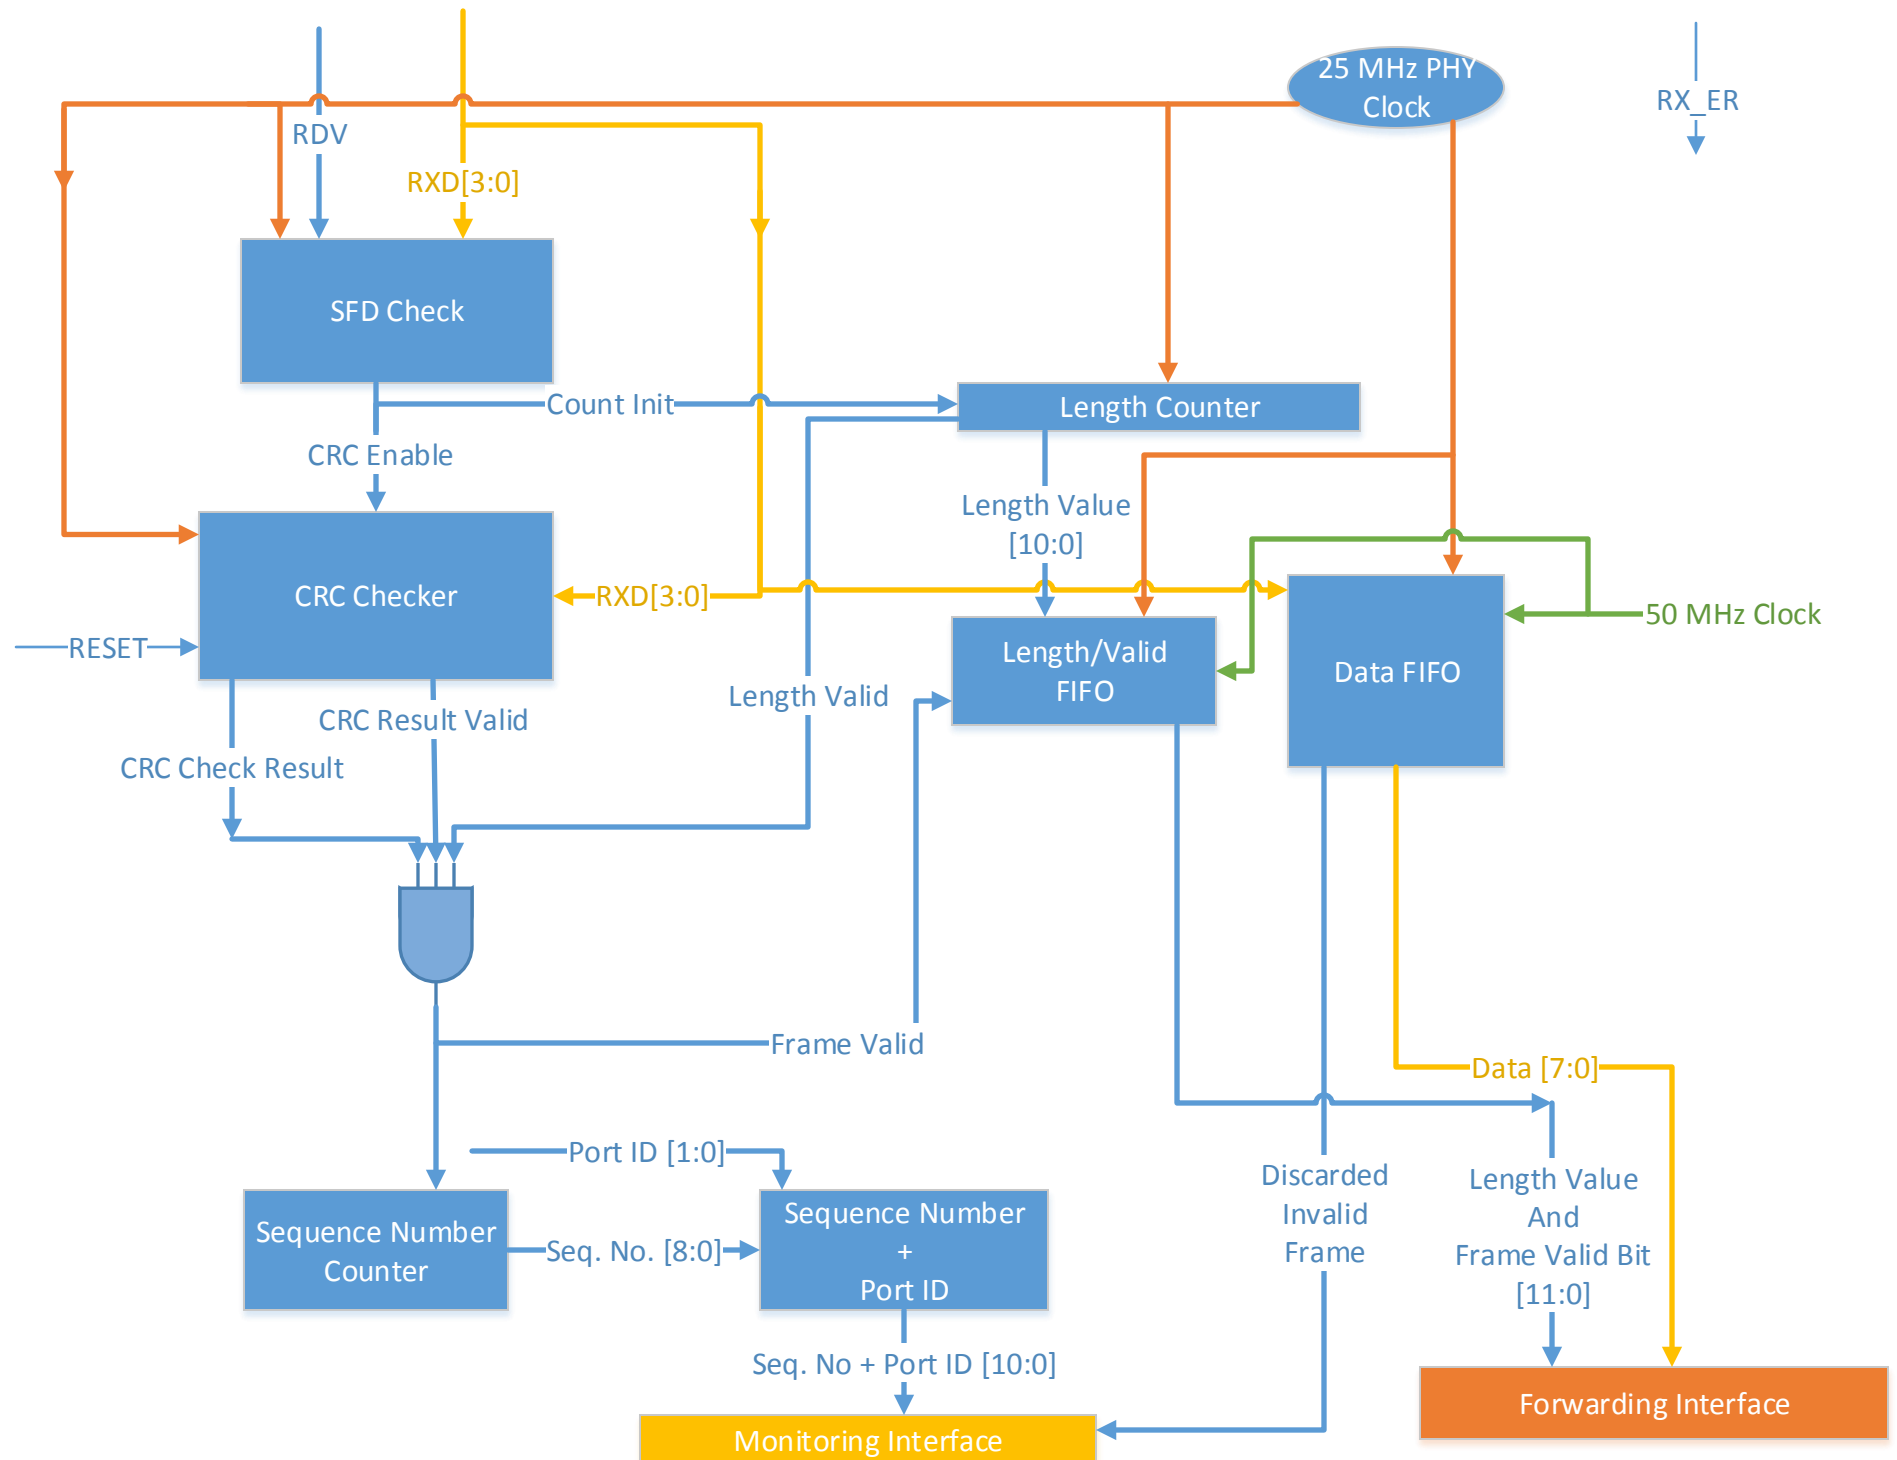 25 MHz PHY
Clock
RX_ER
RDV
RXD[3:0]
SFD Check
Count Init
Length Counter
CRC Enable
Length Value
[10:0]
CRC Checker
RXD[3:0]
50 MHz Clock
RESET
Length/Valid
FIFO
Data FIFO
Length Valid
CRC Result Valid
CRC Check Result
Frame Valid
Data [7:0]
Port ID [1:0]
Discarded
Invalid
Frame
Length Value
And
Frame Valid Bit
[11:0]
Sequence Number
Counter
Seq. No. [8:0]
Sequence Number
+
Port ID
Seq. No + Port ID [10:0]
Forwarding Interface
Monitoring Interface